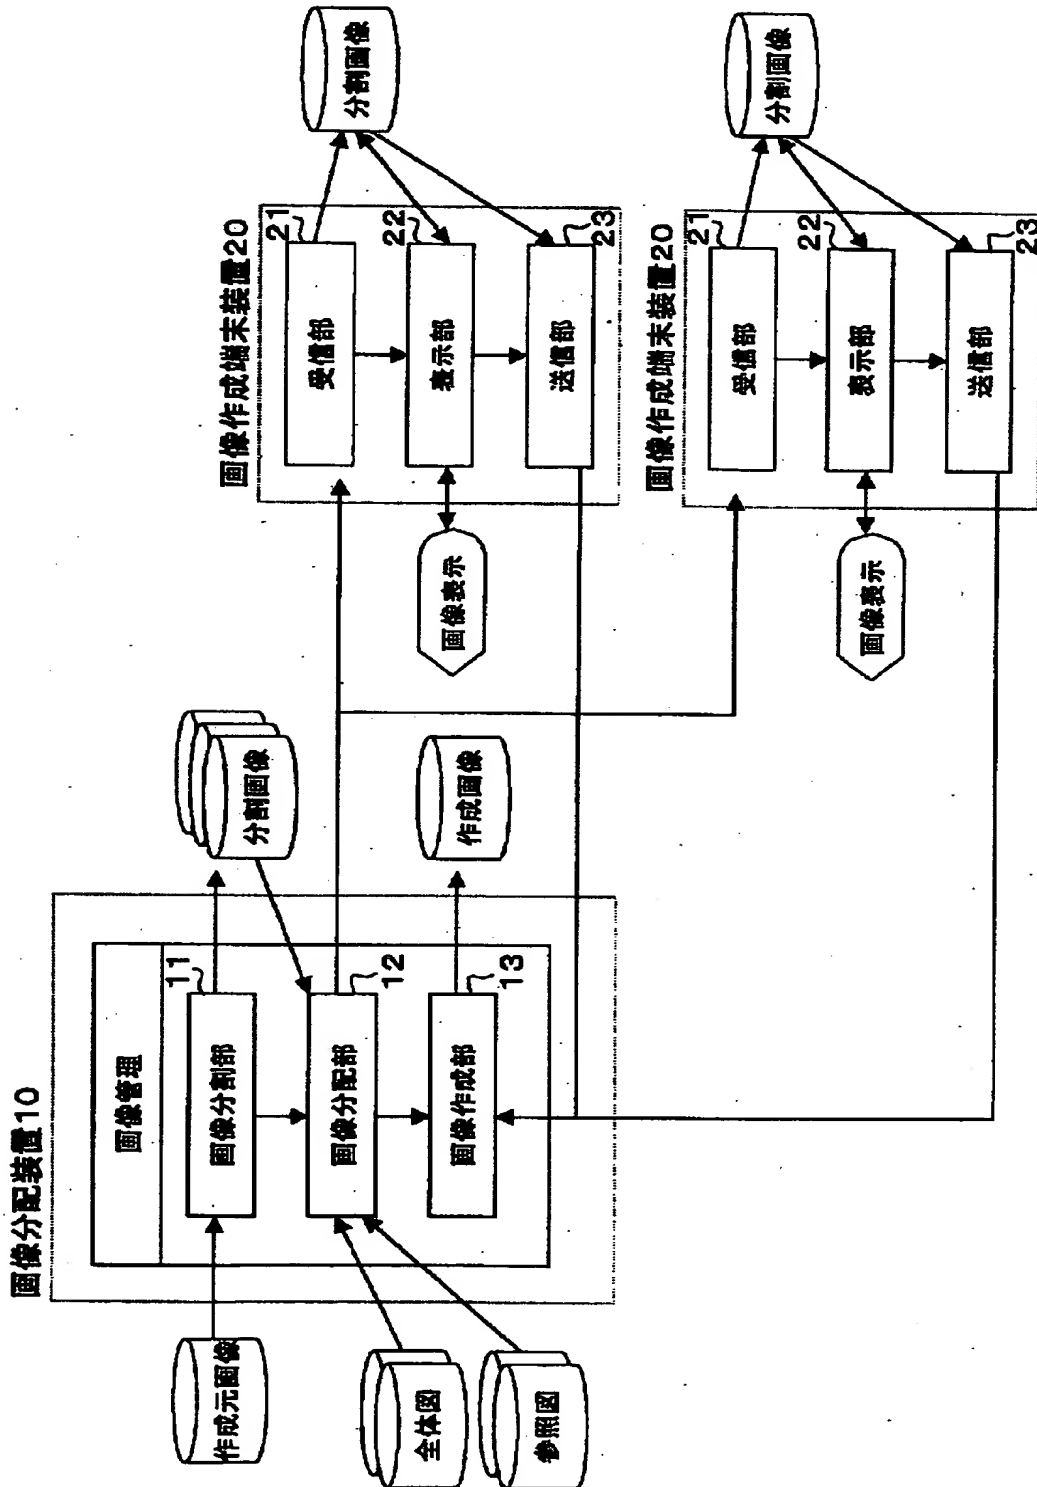 画像分配装置10
画像管理
作成元画像
画像分割部
11
分割画像
全体図
参照図
画像分配部
12
画像作成部
13
作成画像
画像作成端末装置20
受信部
21
表示部
22
送信部
23
画像表示
分割画像
画像作成端末装置20
受信部
21
表示部
22
送信部
23
画像表示
分割画像